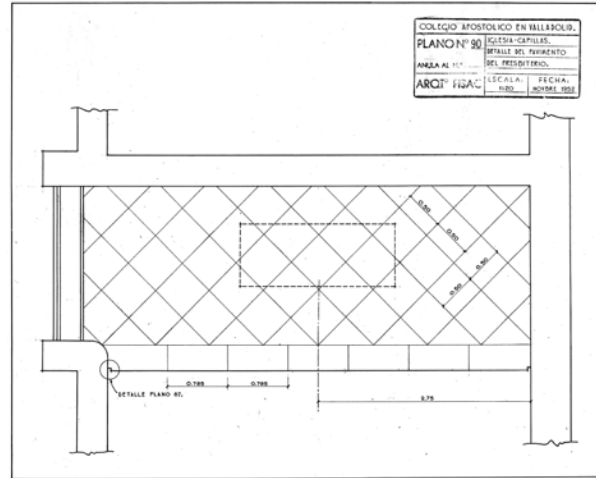 COLEGIO APOSTOLICO EN VALLADOLID.
PLANO Nº 90
IGLESIA-CAPILLAS.
DETALLE DEL PAVIMENTO
DEL PRESBITERIO.
ANULA AL
ARQTº FISAC
ESCALA.
1:20
FECHA.
NOVBRE 1952
0.50
0.50
0.50
0.50
0.785
0.785
2.75
DETALLE PLANO 87.